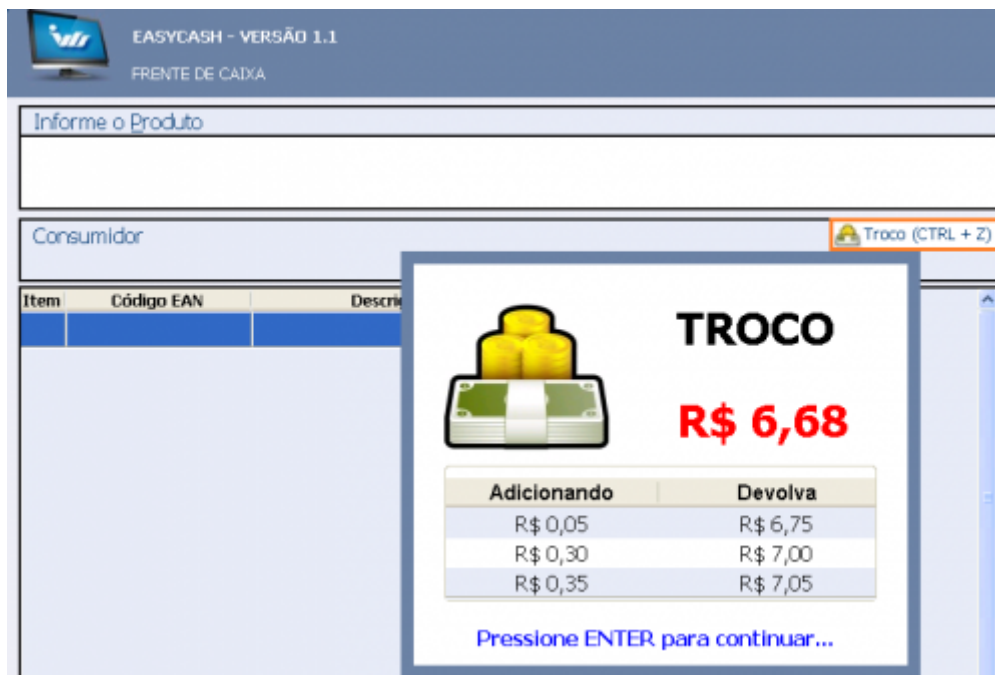 EASYCASH - VERSÃO 1.1
FRENTE DE CAIXA
Informe o Produto
Consumidor
Troco (CTRL + Z)
Item Código EAN
TROCO
R$ 6,68
Adicionando Devolva
R$ 0,05 R$ 6,75
R$ 0,30 R$ 7,00
R$ 0,35 R$ 7,05
Pressione ENTER para continuar...